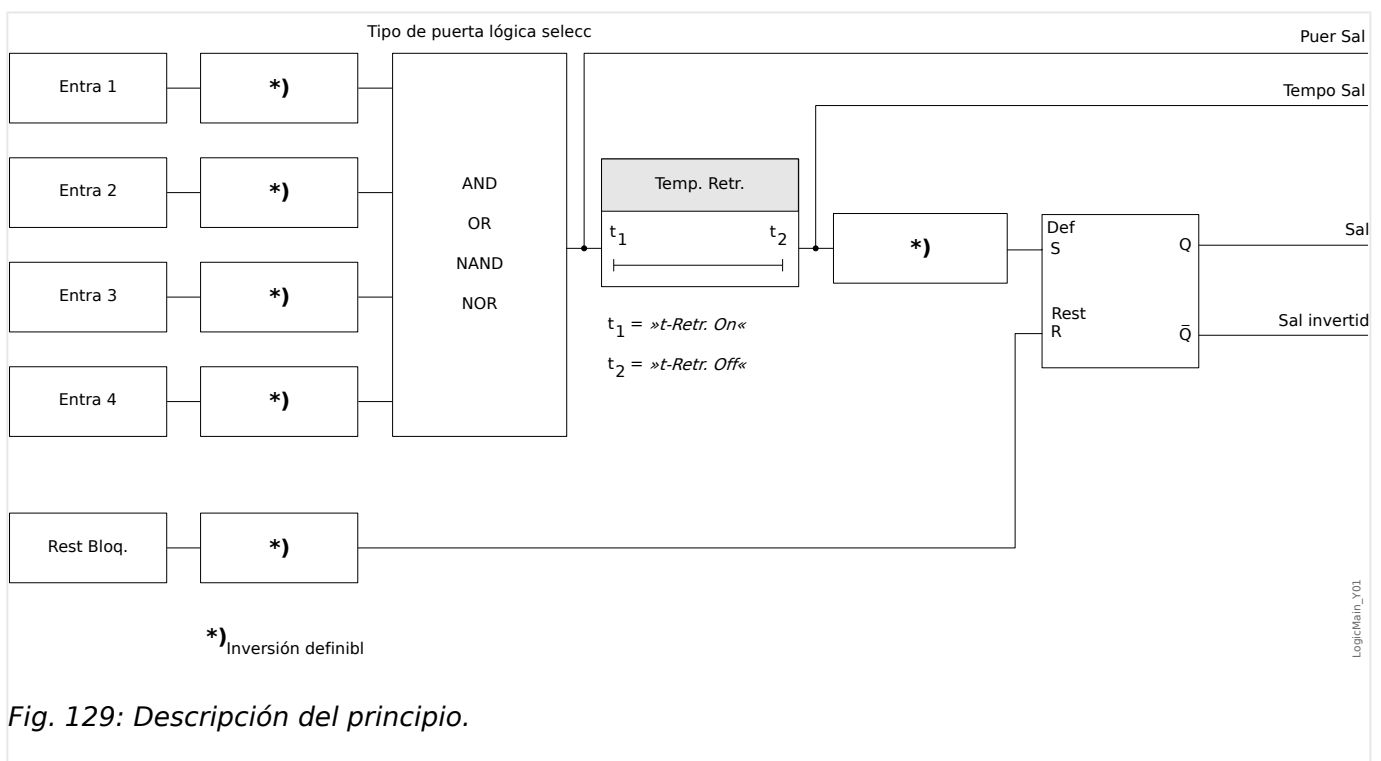 Tipo de puerta lógica selecc
Puer Sal
Tempo Sal
Entra 1
*)
Entra 2
*)
AND
OR
NAND
NOR
Temp. Retr.
t1
t2
*)
Def
S
Q
Sal
Entra 3
*)
t1 = »t-Retr. On«
t2 = »t-Retr. Off«
Rest
R
Q̅
Sal invertid
Entra 4
*)
Rest Bloq.
*)
*)Inversión definibl
LogicMain_Y01
Fig. 129: Descripción del principio.